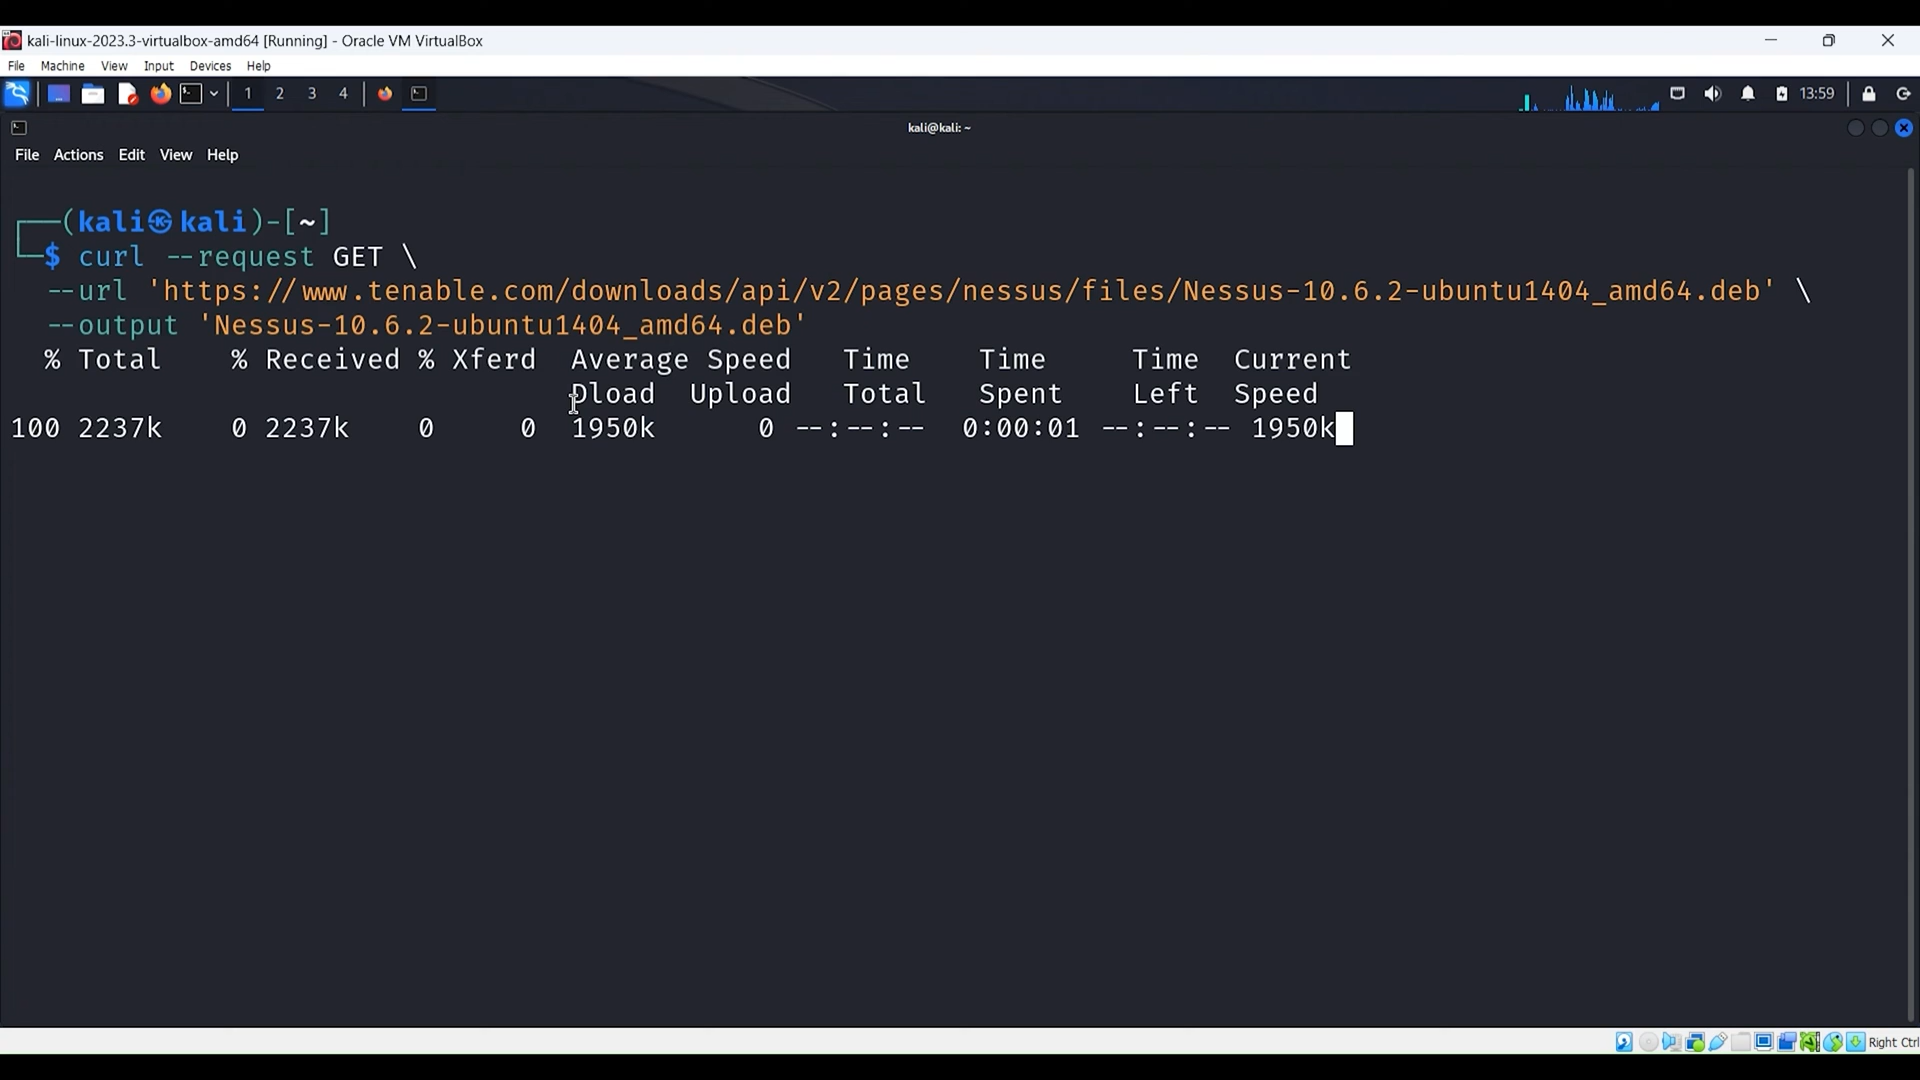 kali-linux-2023.3-virtualbox-amd64 [Running] - Oracle VM VirtualBox
File Machine View Input Devices Help
1 2 3 4 13:59
kali@kali: ~
File Actions Edit View Help
┌──(kali㉿kali)-[~]
└─$ curl --request GET \
--url 'https://www.tenable.com/downloads/api/v2/pages/nessus/files/Nessus-10.6.2-ubuntu1404_amd64.deb' \
--output 'Nessus-10.6.2-ubuntu1404_amd64.deb'
% Total % Received % Xferd Average Speed Time Time Time Current
Dload Upload Total Spent Left Speed
100 2237k 0 2237k 0 0 1950k 0 --:--:-- 0:00:01 --:--:-- 1950k
Right Ctrl